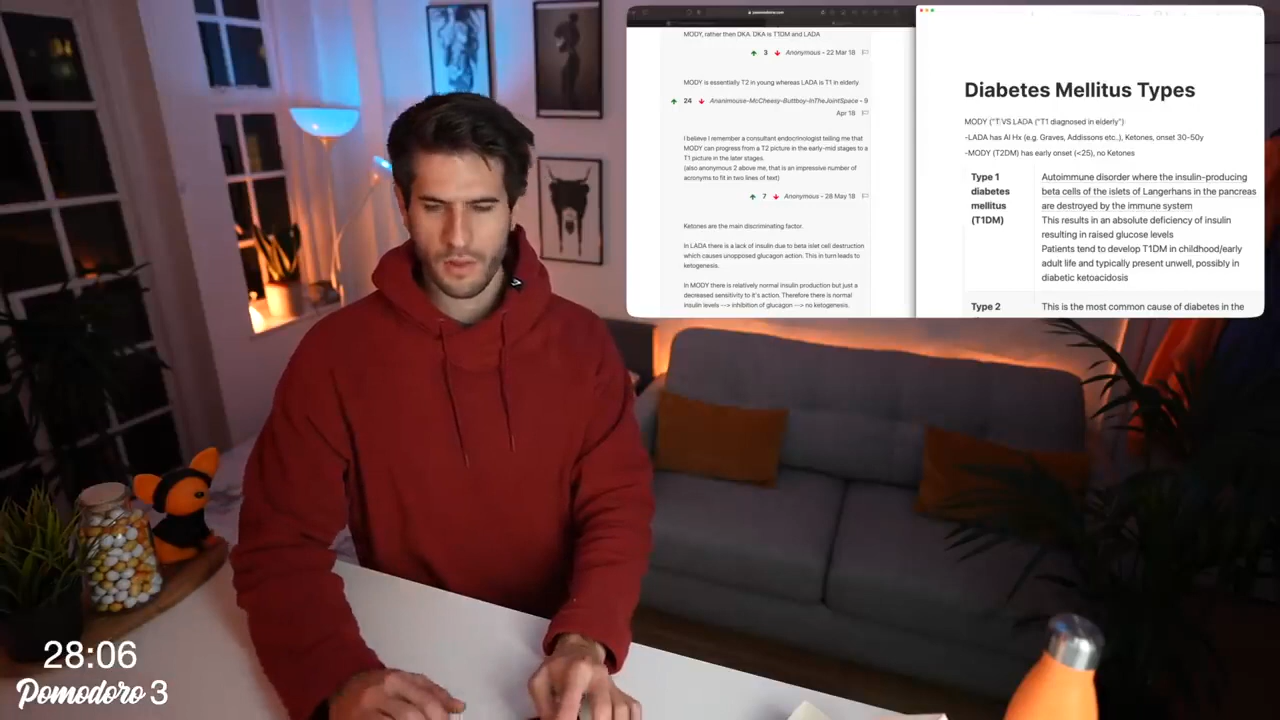 MODY, rather than DKA. DKA is T1DM and LADA
3 Anonymous - 22 Mar 18
MODY is essentially T2 in young whereas LADA is T1 in elderly
24 Ananimouse-McCheesy-Buttboy-InTheJointSpace - 9
Apr 18
I believe I remember a consultant endocrinologist telling me that
MODY can progress from a T2 picture in the early-mid stages to a
T1 picture in the later stages.
(also anonymous 2 above me, that is an impressive number of
acronyms to fit in two lines of text)
7 Anonymous - 28 May 18
Ketones are the main discriminating factor.
In LADA there is a lack of insulin due to beta islet cell destruction
which causes unopposed glucagon action. This in turn leads to
ketogenesis.
In MODY there is relatively normal insulin production but just a
decreased sensitivity to it's action. Therefore there is normal
insulin levels --> inhibition of glucagon --> no ketogenesis.
Diabetes Mellitus Types
MODY ("T VS LADA ("T1 diagnosed in elderly")
-LADA has AI Hx (e.g. Graves, Addissons etc..), Ketones, onset 30-50y
-MODY (T2DM) has early onset (<25), no Ketones
Type 1
diabetes
mellitus
(T1DM)
Autoimmune disorder where the insulin-producing
beta cells of the islets of Langerhans in the pancreas
are destroyed by the immune system
This results in an absolute deficiency of insulin
resulting in raised glucose levels
Patients tend to develop T1DM in childhood/early
adult life and typically present unwell, possibly in
diabetic ketoacidosis
Type 2
This is the most common cause of diabetes in the
28:06
Pomodoro 3